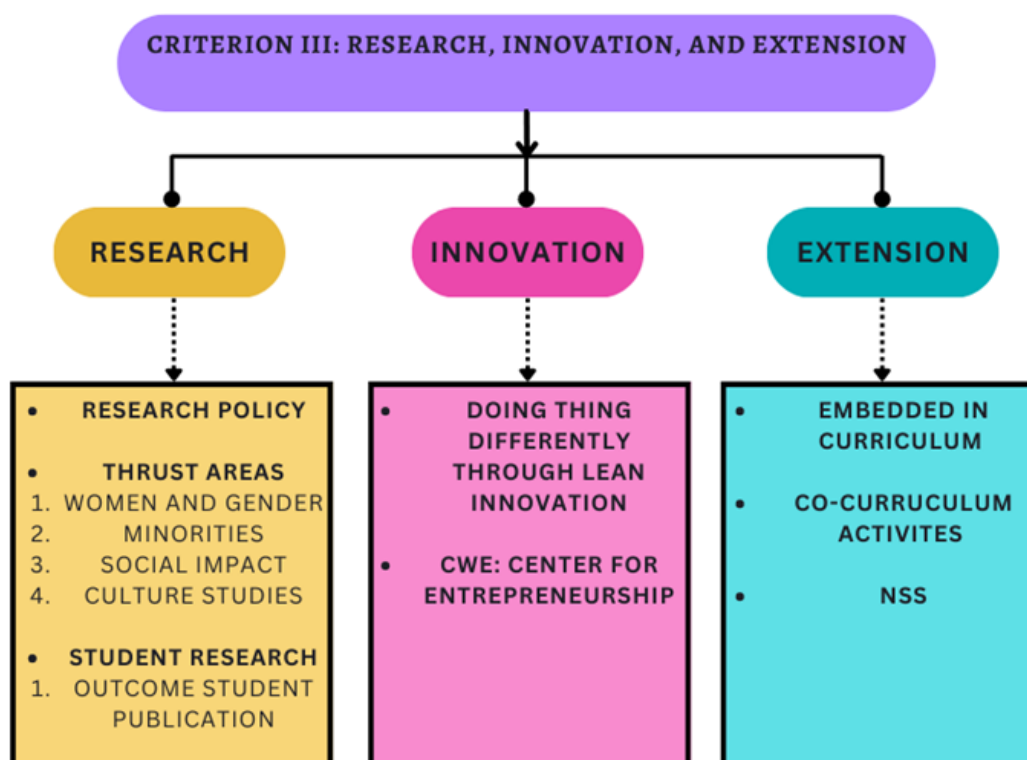 CRITERION III: RESEARCH, INNOVATION, AND EXTENSION
RESEARCH
INNOVATION
EXTENSION
• RESEARCH POLICY
• THRUST AREAS
1. WOMEN AND GENDER
2. MINORITIES
3. SOCIAL IMPACT
4. CULTURE STUDIES
• STUDENT RESEARCH
1. OUTCOME STUDENT
PUBLICATION
• DOING THING
DIFFERENTLY
THROUGH LEAN
INNOVATION
• CWE: CENTER FOR
ENTREPRENEURSHIP
• EMBEDDED IN
CURRICULUM
• CO-CURRUCULUM
ACTIVITES
• NSS